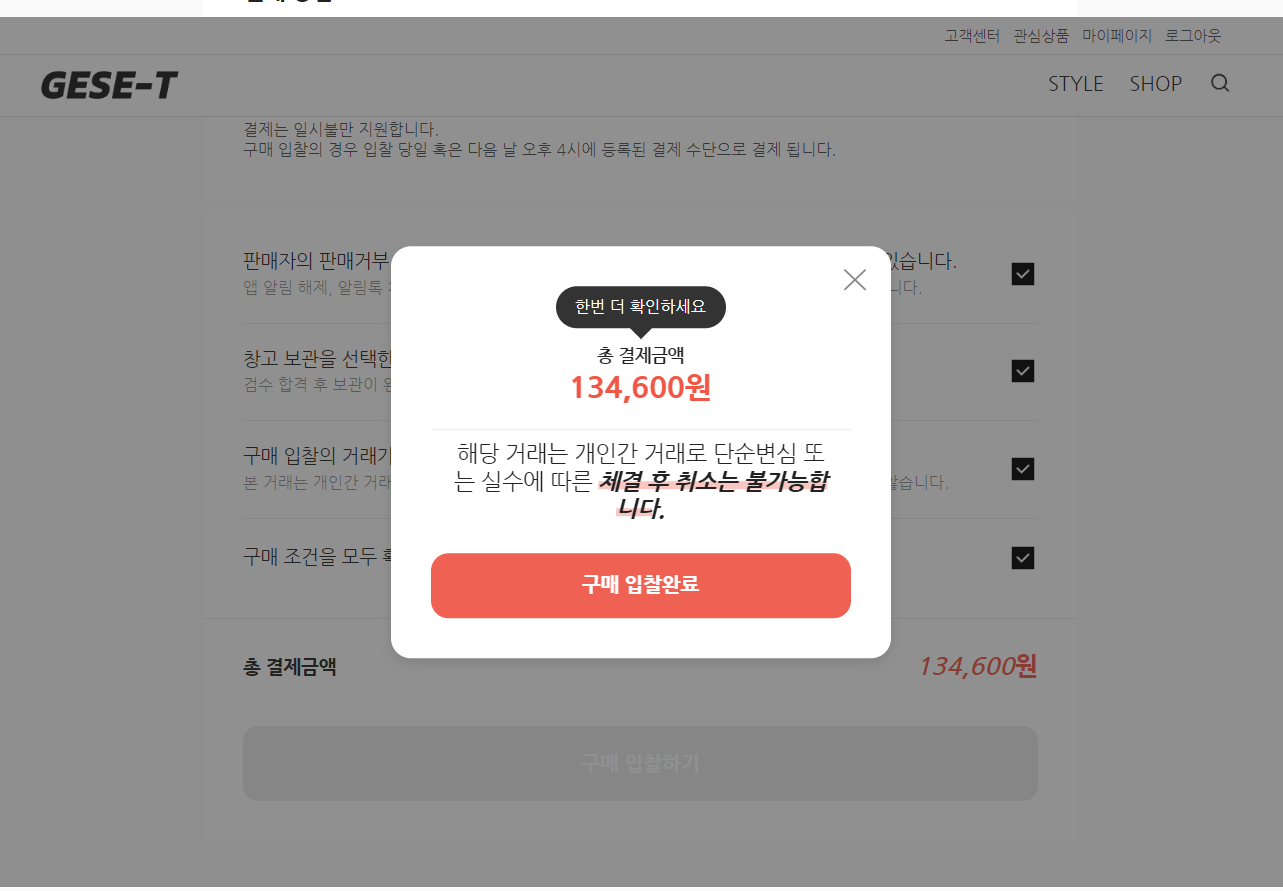 고객센터 관심상품 마이페이지 로그아웃
GESE-T
STYLE SHOP
결제는 일시불만 지원합니다.
구매 입찰의 경우 입찰 당일 혹은 다음 날 오후 4시에 등록된 결제 수단으로 결제 됩니다.
판매자의 판매거부 있습니다.
앱 알림 해제, 알림톡 니다.
한번 더 확인하세요
총 결제금액
134,600원
창고 보관을 선택한
검수 합격 후 보관이
해당 거래는 개인간 거래로 단순변심 또
는 실수에 따른 체결 후 취소는 불가능합
니다.
구매 입찰의 거래가
본 거래는 개인간 거래 않습니다.
구매 조건을 모두
구매 입찰완료
총 결제금액 134,600원
구매 입찰하기